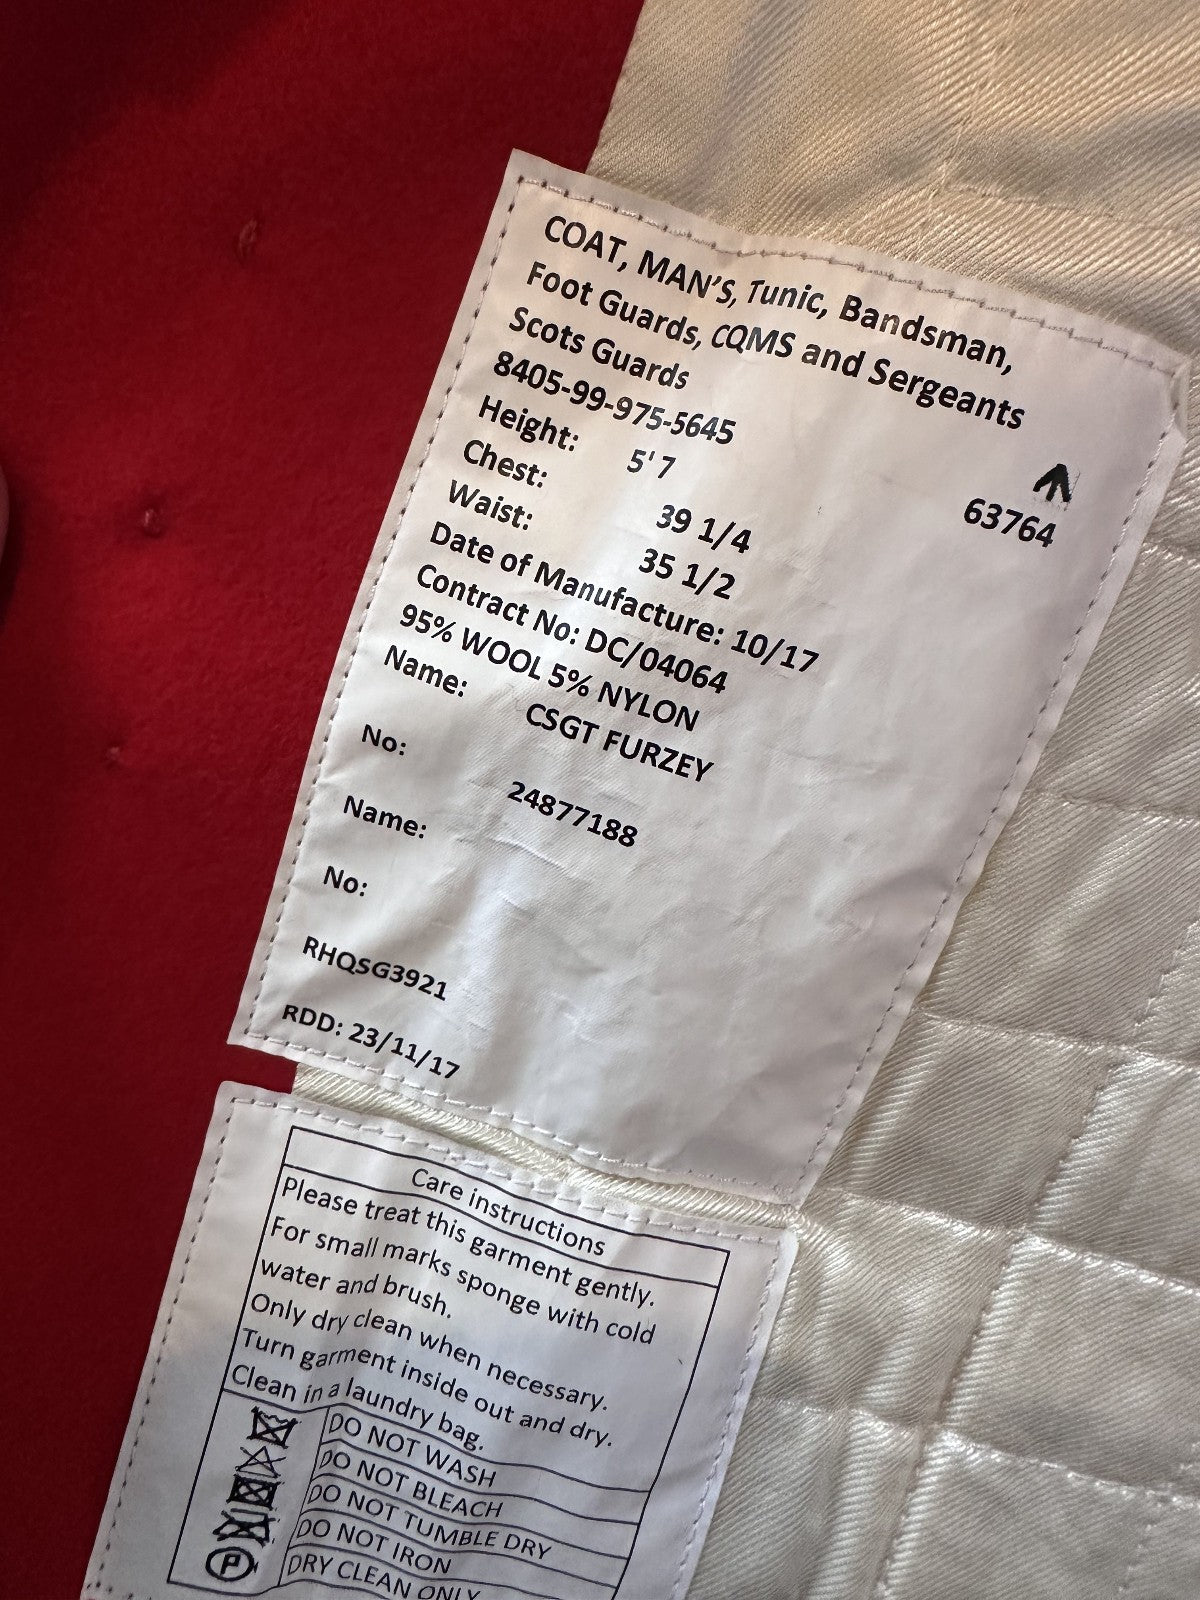 COAT, MAN'S, Tunic, Bandsman,
Foot Guards, CQMS and Sergeants
Scots Guards
8405-99-975-5645
Height: 5'7
Chest: 39 1/4
63764
Waist: 35 1/2
Date of Manufacture: 10/17
Contract No: DC/04064
95% WOOL 5% NYLON
Name: CSGT FURZEY
No: 24877188
Name:
No:
RHQSG3921
RDD: 23/11/17
Care instructions
Please treat this garment gently.
For small marks sponge with cold
water and brush.
Only dry clean when necessary.
Turn garment inside out and dry.
Clean in a laundry bag.
DO NOT WASH
DO NOT BLEACH
DO NOT TUMBLE DRY
DO NOT IRON
P DRY CLEAN ONLY